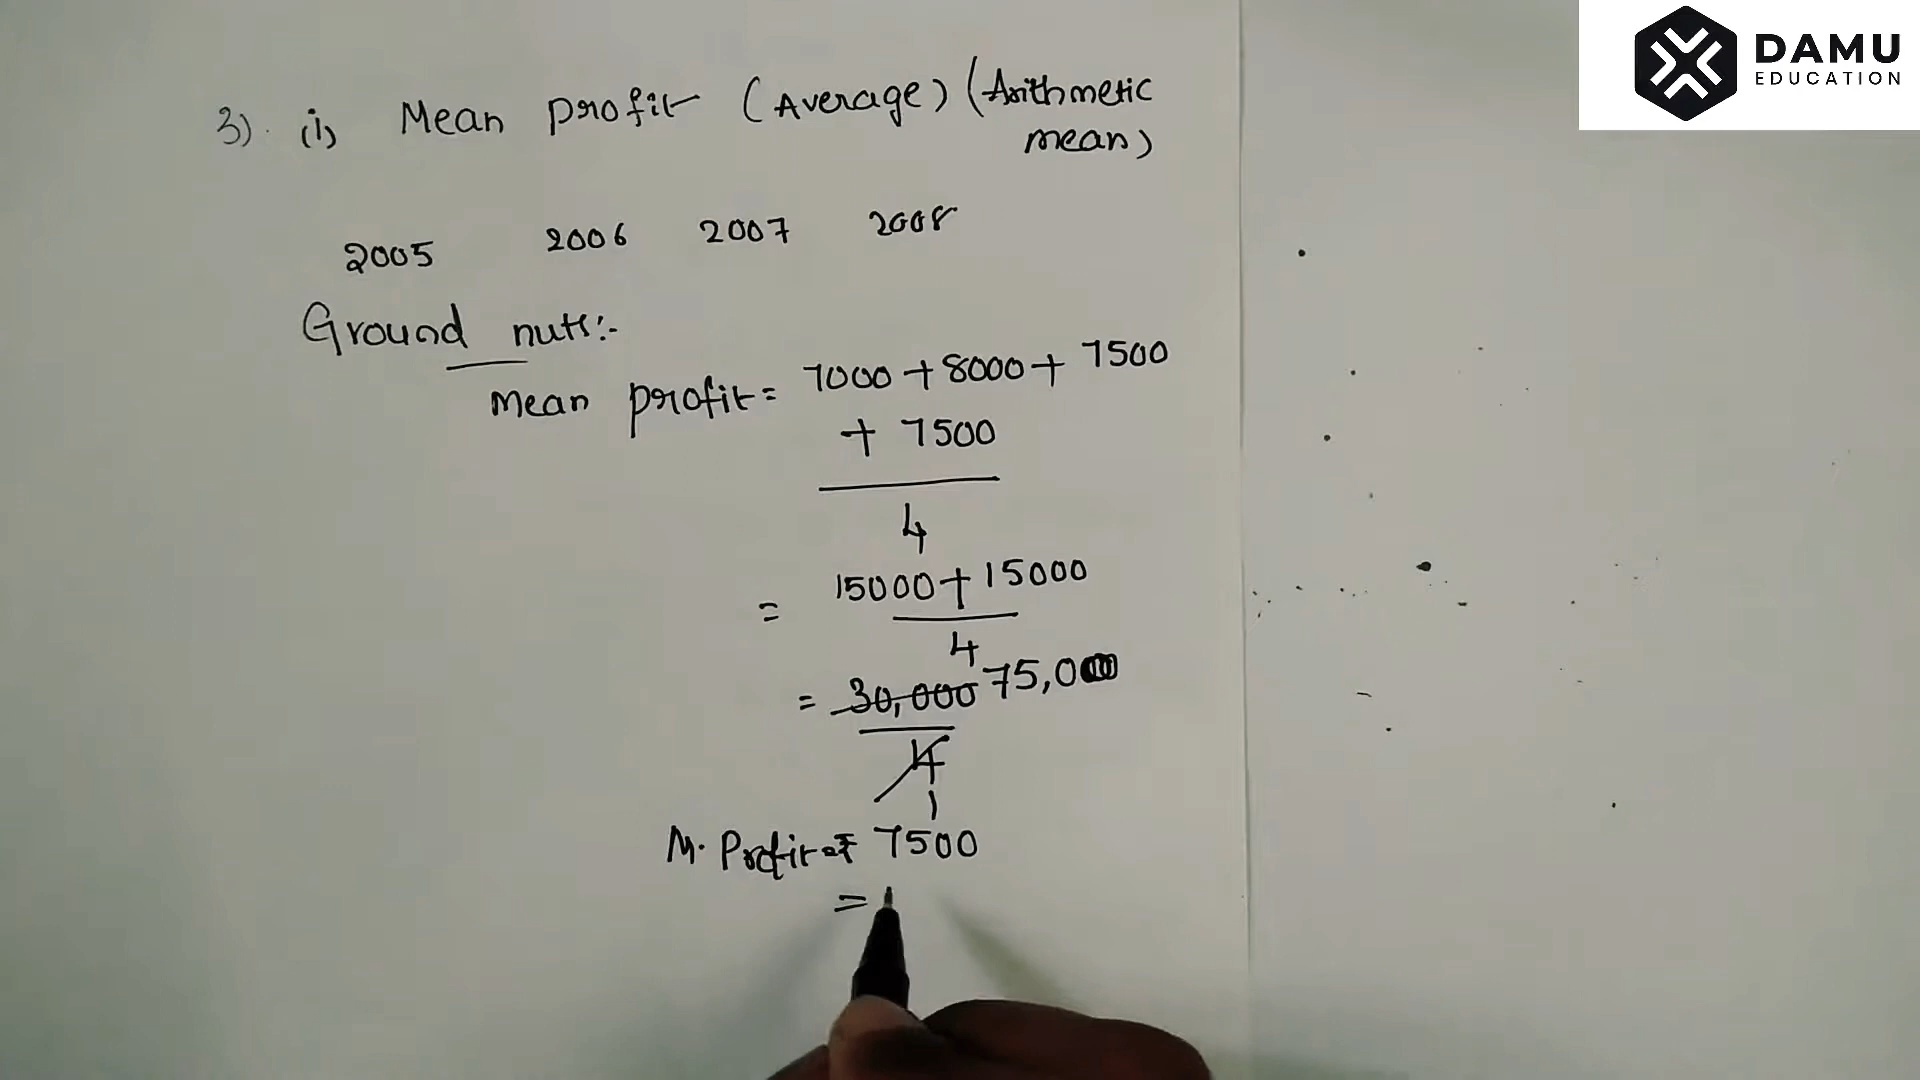 DAMU
EDUCATION
3). (i) Mean profit (Average) (Arithmetic
mean)
2005 2006 2007 2008
Ground nuts:-
Mean profit = 7000 + 8000 + 7500
+ 7500
4
= 15000 + 15000
4
= 30,000 75,0
4
1
M. Profit = ₹ 7500
=